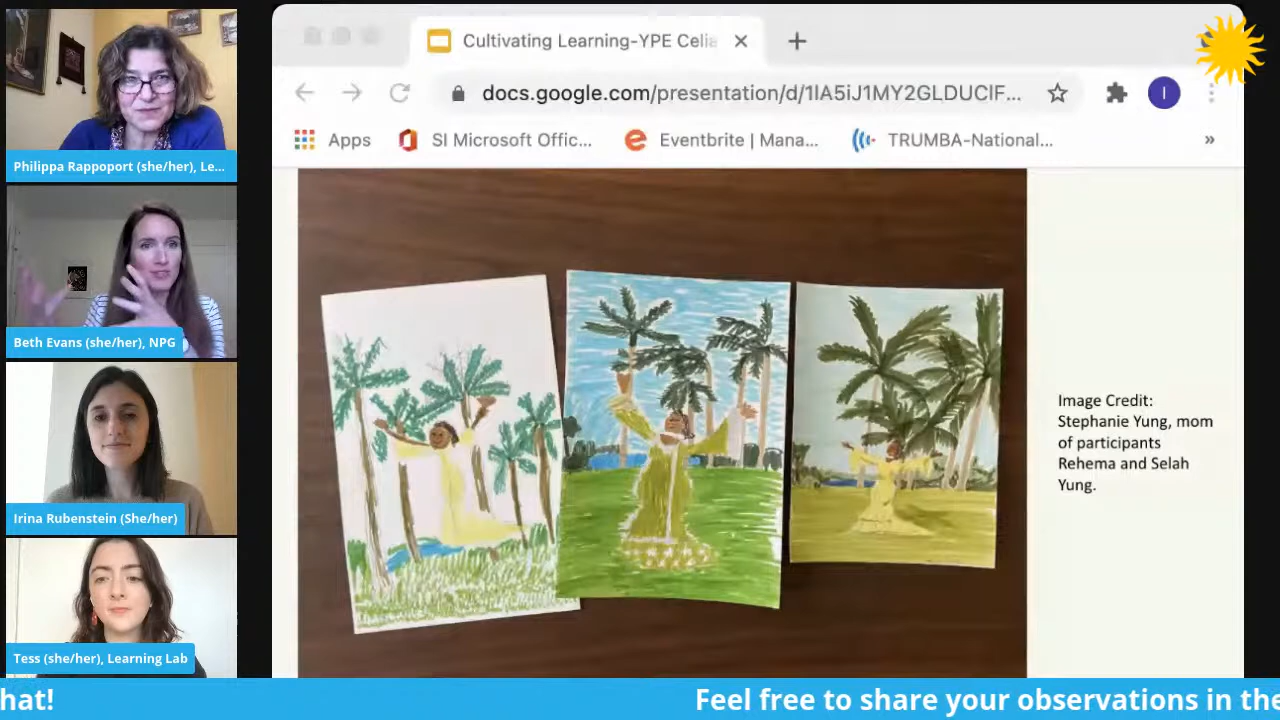 Philippa Rappoport (she/her), Le...
Beth Evans (she/her), NPG
Irina Rubenstein (She/her)
Tess (she/her), Learning Lab
Cultivating Learning-YPE Celia
docs.google.com/presentation/d/1IA5iJ1MY2GLDUCIF...
I
Apps
SI Microsoft Offic...
Eventbrite | Mana...
TRUMBA-National...
»
Image Credit:
Stephanie Yung, mom
of participants
Rehema and Selah
Yung.
hat! Feel free to share your observations in the